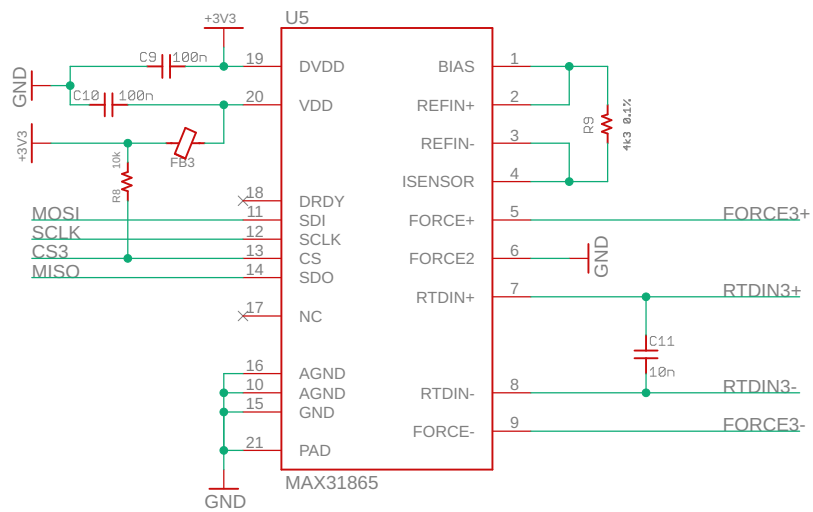 +3V3
U5
C9 100n
19 DVDD
BIAS 1
GND
C10 100n
20 VDD
REFIN+ 2
R9
4k3 0.1%
+3V3
10k
R8
FB3
REFIN- 3
ISENSOR 4
18 DRDY
MOSI 11 SDI
FORCE+ 5 FORCE3+
SCLK 12 SCLK
CS3 13 CS
FORCE2 6 GND
MISO 14 SDO
RTDIN+ 7 RTDIN3+
17 NC
C11
10n
16 AGND
10 AGND
RTDIN- 8 RTDIN3-
15 GND
FORCE- 9 FORCE3-
21 PAD
GND
MAX31865